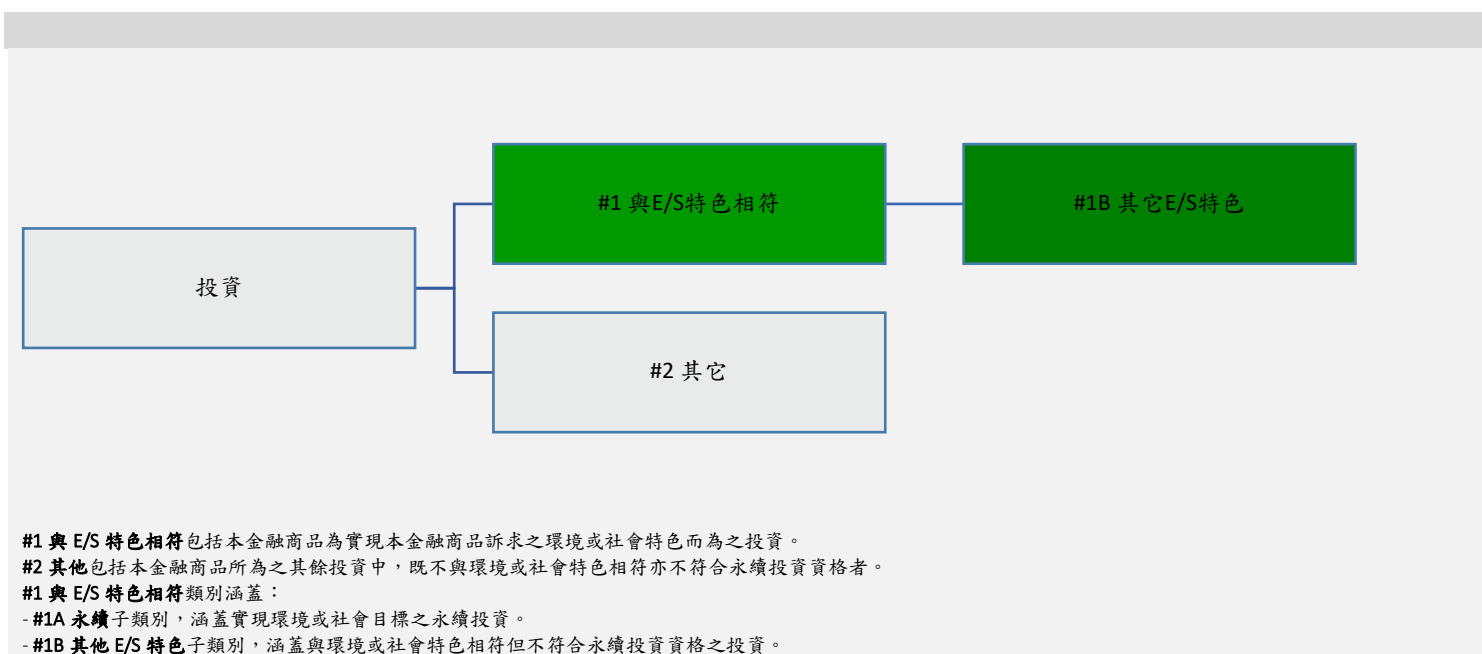 #1 與E/S特色相符
#1B 其它E/S特色
投資
#2 其它
#1 與 E/S 特色相符包括本金融商品為實現本金融商品訴求之環境或社會特色而為之投資。
#2 其他包括本金融商品所為之其餘投資中，既不與環境或社會特色相符亦不符合永續投資資格者。
#1 與 E/S 特色相符類別涵蓋：
- #1A 永續子類別，涵蓋實現環境或社會目標之永續投資。
- #1B 其他 E/S 特色子類別，涵蓋與環境或社會特色相符但不符合永續投資資格之投資。